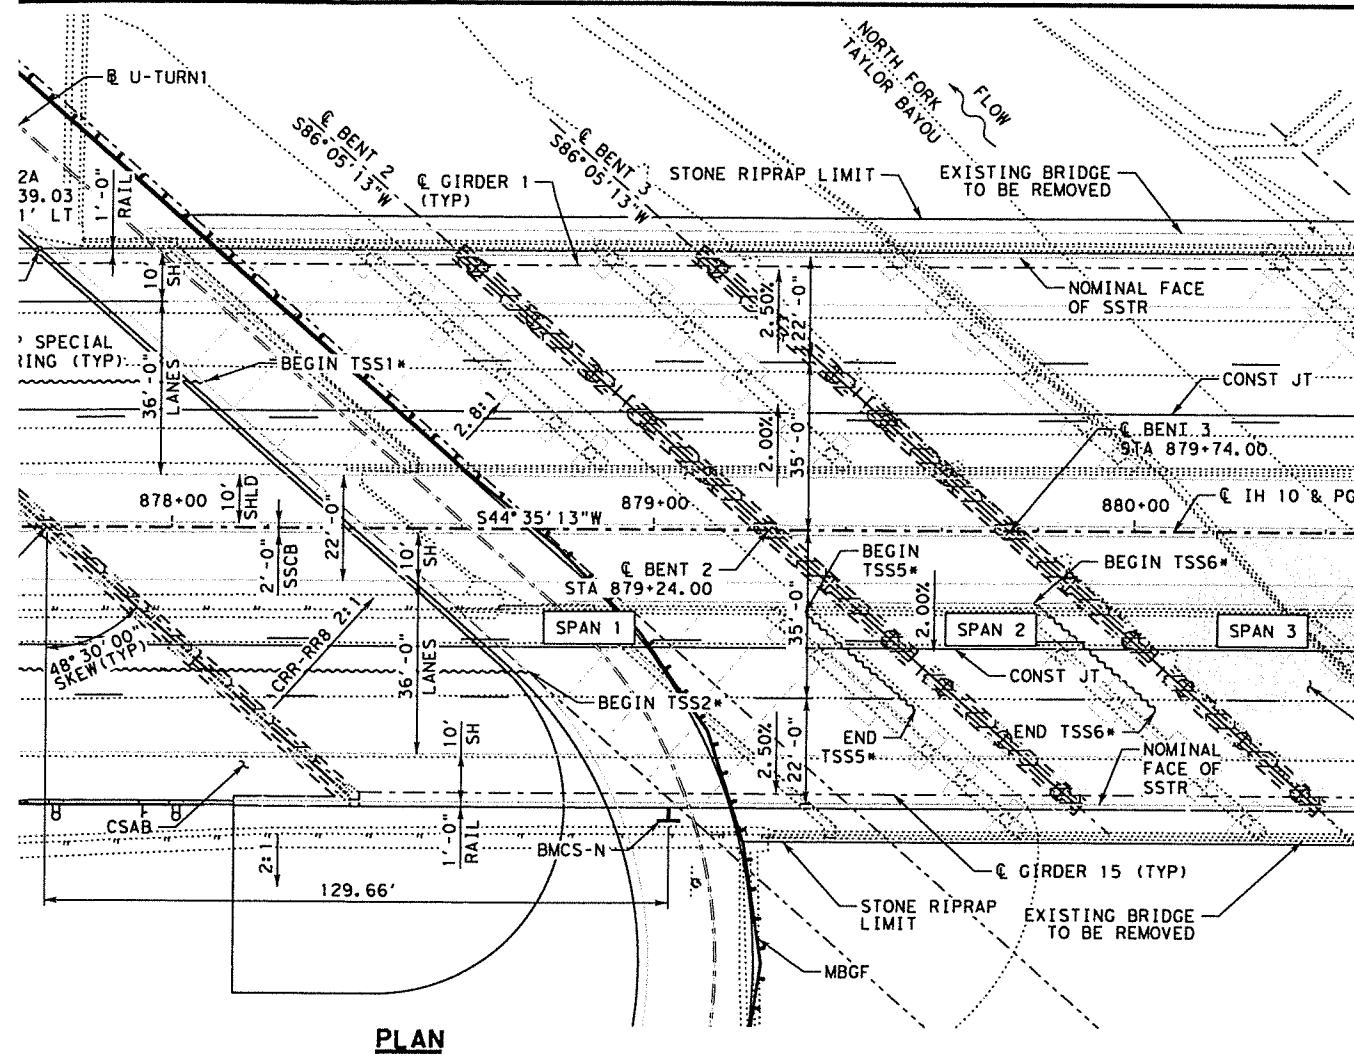 ℄ U-TURN1
2A
39.03
1' LT
1'-0"
RAIL
℄ BENT 2
S86°05'13"W
℄ GIRDER 1
(TYP)
℄ BENT 3
S86°05'13"W
NORTH FORK
TAYLOR BAYOU
FLOW
STONE RIPRAP LIMIT
EXISTING BRIDGE
TO BE REMOVED
10'
SH
2.50%
22'-0"
NOMINAL FACE
OF SSTR
P SPECIAL
RING (TYP)
36'-0"
LANES
BEGIN TSS1*
2.8:1
2.00%
35'-0"
CONST JT
℄ BENT 3
STA 879+74.00
878+00
10'
SHLD
879+00
880+00
℄ IH 10 & PG
S44°35'13"W
2'-0"
SSCB
22'-0"
10'
SH
℄ BENT 2
STA 879+24.00
BEGIN
TSS5*
BEGIN TSS6*
SPAN 1
35'-0"
2.00%
SPAN 2
SPAN 3
48°30'00"
SKEW(TYP)
CRR-RR8 2:1
36'-0"
LANES
CONST JT
BEGIN TSS2*
END
TSS5*
END TSS6*
2.50%
22'-0"
10'
SH
NOMINAL
FACE OF
SSTR
CSAB
2:1
1'-0"
RAIL
BMCS-N
129.66'
℄ GIRDER 15 (TYP)
STONE RIPRAP
LIMIT
EXISTING BRIDGE
TO BE REMOVED
MBGF
PLAN